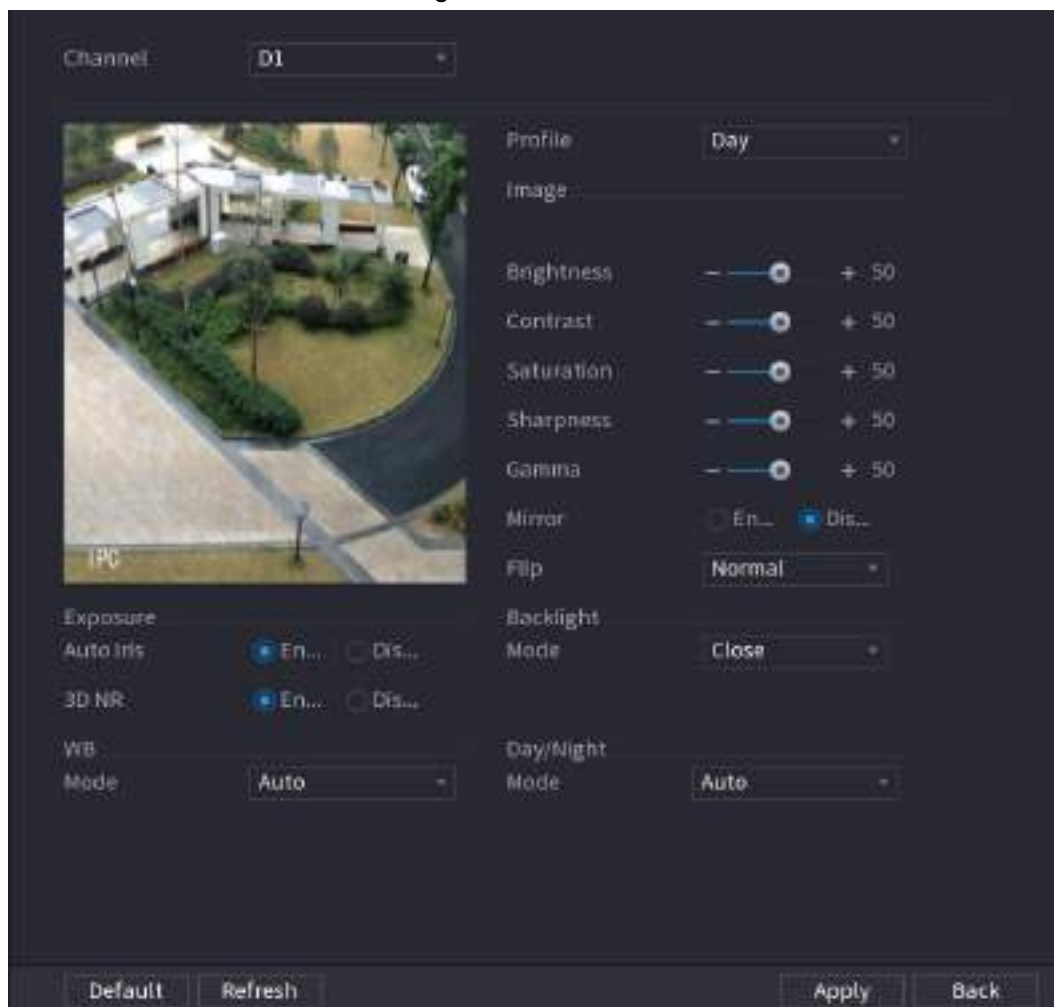 Channel D1
Profile Day
Image
Brightness - + 50
Contrast - + 50
Saturation - + 50
Sharpness - + 50
Gamma - + 50
Mirror En... Dis...
IPC
Flip Normal
Exposure Backlight
Auto Iris En... Dis... Mode Close
3D NR En... Dis...
WB Day/Night
Mode Auto Mode Auto
Default Refresh Apply Back